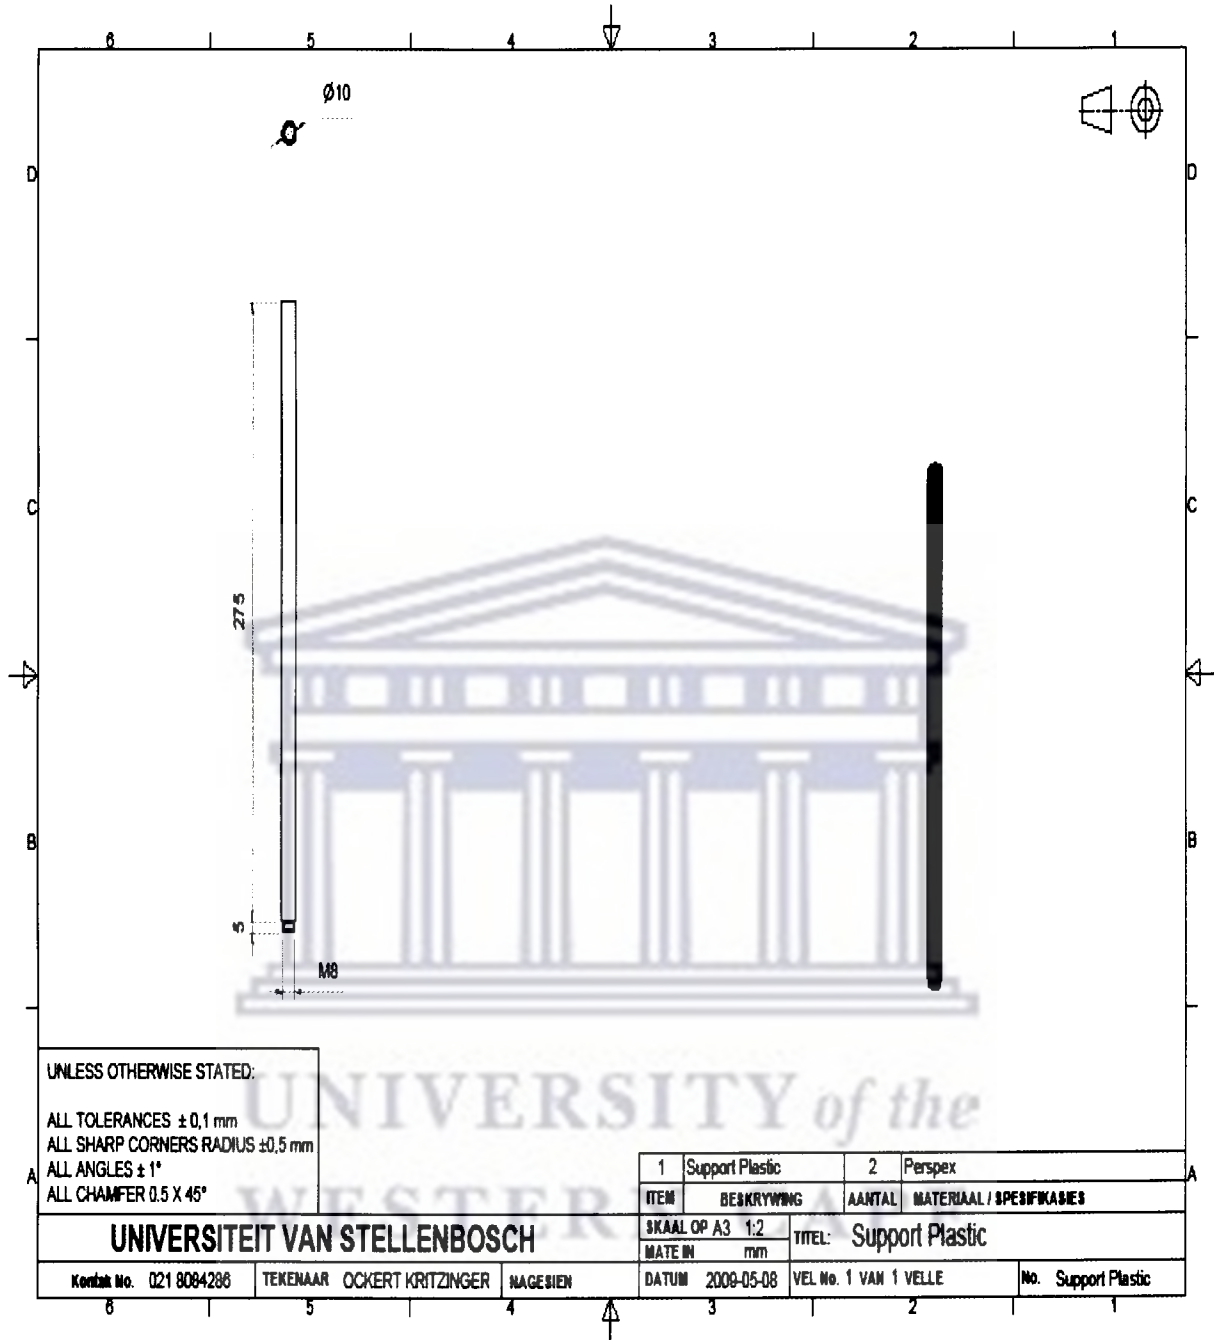 6 5 4 3 2 1
Ø10
D D
C C
275
B B
5
M8
UNLESS OTHERWISE STATED:
ALL TOLERANCES ± 0,1 mm
ALL SHARP CORNERS RADIUS ±0,5 mm
ALL ANGLES ± 1°
ALL CHAMFER 0.5 X 45°
A A
UNIVERSITY of the
WESTERN CAPE
1 Support Plastic 2 Perspex
ITEM BESKRYWING AANTAL MATERIAAL / SPESIFIKASIES
UNIVERSITEIT VAN STELLENBOSCH
SKAAL OP A3 1:2
MATE IN mm
TITEL: Support Plastic
Kontak No. 021 8084286 TEKENAAR OCKERT KRITZINGER NAGESIEN DATUM 2009-05-08 VEL No. 1 VAN 1 VELLE No. Support Plastic
6 5 4 3 2 1